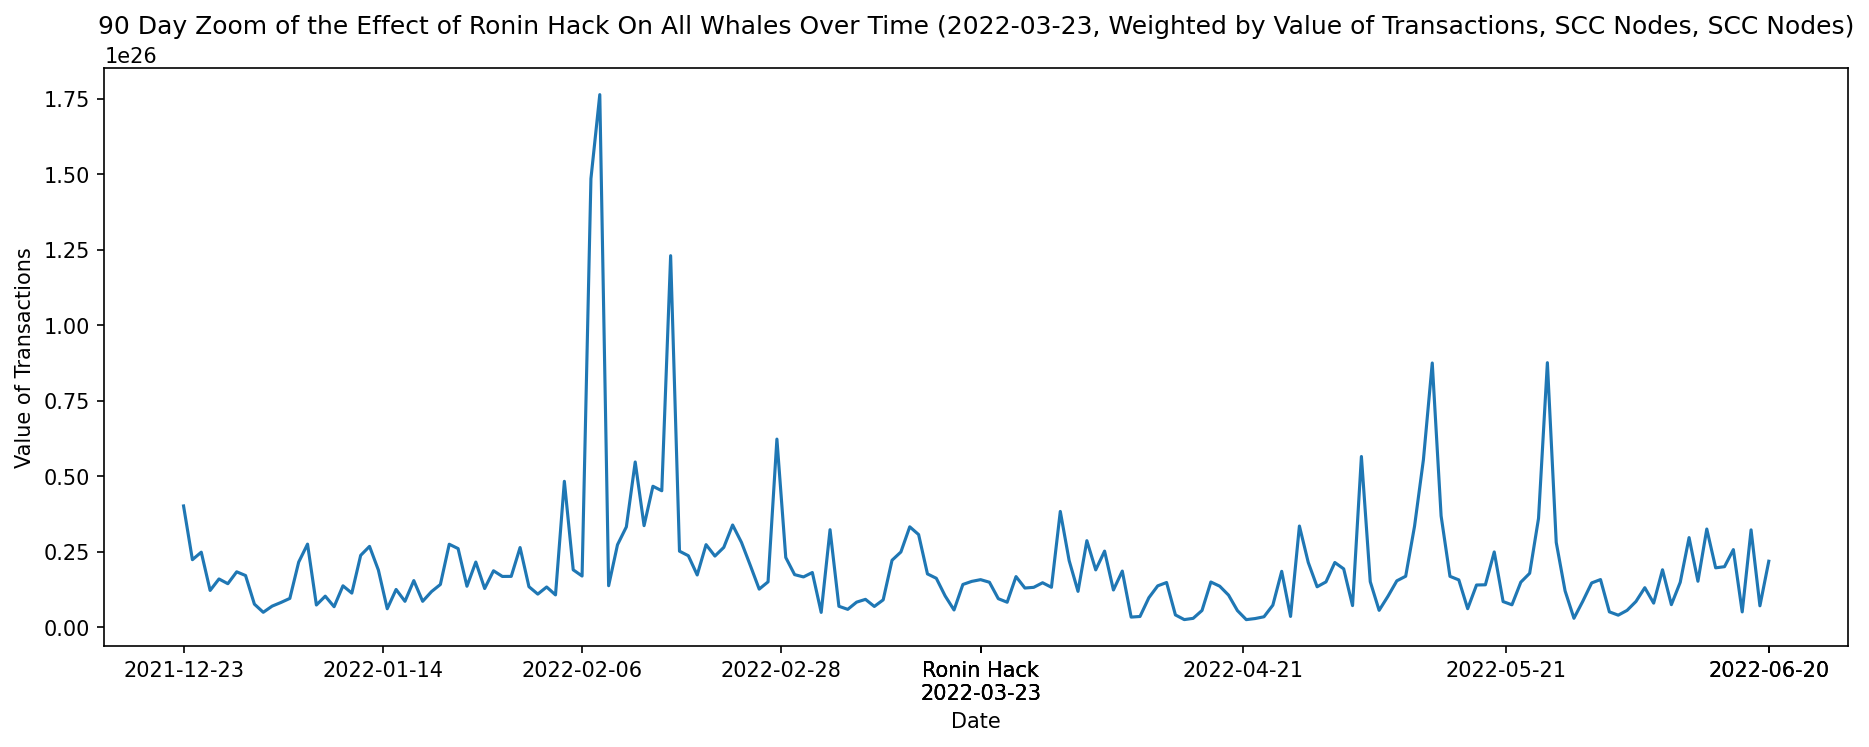 90 Day Zoom of the Effect of Ronin Hack On All Whales Over Time (2022-03-23, Weighted by Value of Transactions, SCC Nodes, SCC Nodes)
1e26
1.75
1.50
1.25
1.00
0.75
0.50
0.25
0.00
Value of Transactions
2021-12-23 2022-01-14 2022-02-06 2022-02-28 Ronin Hack 2022-04-21 2022-05-21 2022-06-20
2022-03-23
Date